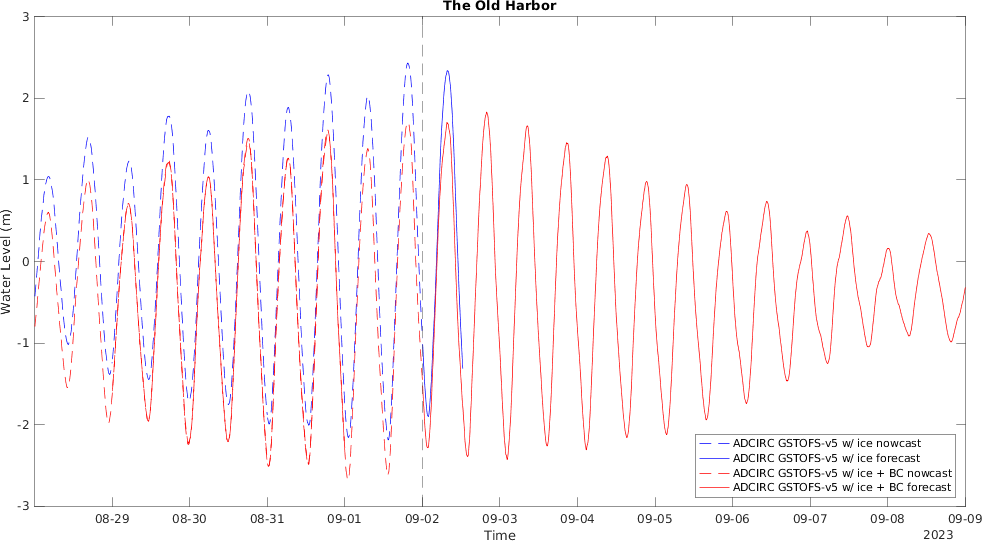 The Old Harbor
3
2
1
0
-1
-2
-3
Water Level (m)
ADCIRC GSTOFS-v5 w/ ice nowcast
ADCIRC GSTOFS-v5 w/ ice forecast
ADCIRC GSTOFS-v5 w/ ice + BC nowcast
ADCIRC GSTOFS-v5 w/ ice + BC forecast
08-29 08-30 08-31 09-01 09-02 09-03 09-04 09-05 09-06 09-07 09-08 09-09
Time
2023